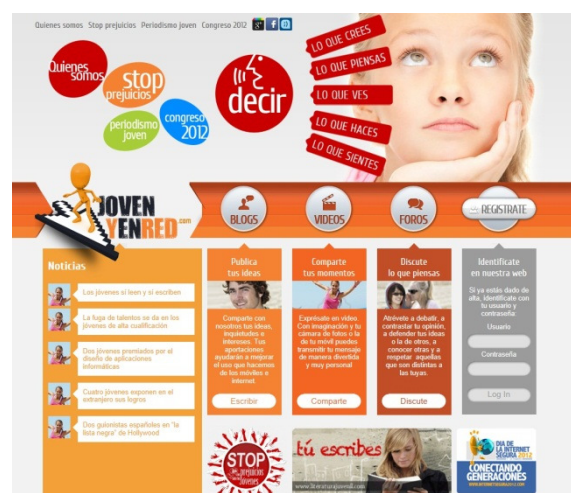 Quienes somos Stop prejuicios Periodismo joven Congreso 2012
Quienes
somos
stop
prejuicios
periodismo
joven
congreso
2012
decir
LO QUE CREES
LO QUE PIENSAS
LO QUE VES
LO QUE HACES
LO QUE SIENTES
JOVEN
YENRED.com
BLOGS
VIDEOS
FOROS
REGISTRATE
Noticias
Los jóvenes si leen y si escriben
La fuga de talentos se da en los
jóvenes de alta cualificación
Dos jóvenes premiados por el
diseño de aplicaciones
informáticas
Cuatro jóvenes exponen en el
extranjero sus logros
Dos guionistas españoles en "la
lista negra" de Hollywood
Publica
tus ideas
Comparte con
nosotros tus ideas,
inquietudes e
intereses. Tus
aportaciones
ayudarán a mejorar
el uso que hacemos
de los móviles e
internet.
Escribir
Comparte
tus momentos
Exprésate en vídeo.
Con imaginación y tu
cámara de fotos o la
de tu móvil puedes
transmitir tu mensaje
de manera divertida
y muy personal
Comparte
Discute
lo que piensas
Atrévete a debatir, a
contrastar tu opinión,
a defender tus ideas
o la de otros, a
conocer otras y a
respetar aquellas
que son distintas a
las tuyas.
Discute
Identifícate
en nuestra web
Si ya estás dado de
alta, identifícate con
tu usuario y
contraseña:
Usuario
Contraseña
Log In
STOP
los prejuicios
jóvenes
tú escribes
www.literaturajuvenil.com
DIA DE
LA INTERNET
SEGURA 2012
CONECTANDO
GENERACIONES